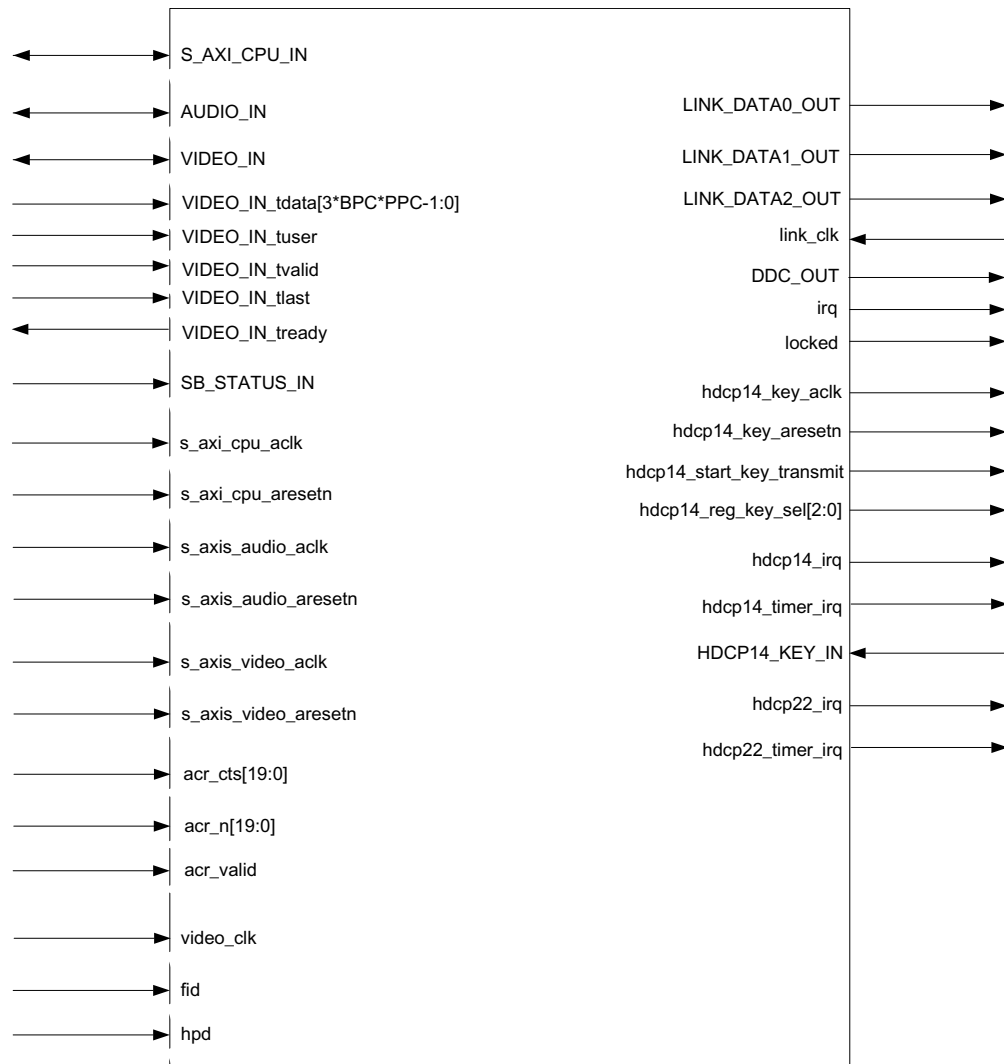 S_AXI_CPU_IN
AUDIO_IN
VIDEO_IN
VIDEO_IN_tdata[3*BPC*PPC-1:0]
VIDEO_IN_tuser
VIDEO_IN_tvalid
VIDEO_IN_tlast
VIDEO_IN_tready
SB_STATUS_IN
s_axi_cpu_aclk
s_axi_cpu_aresetn
s_axis_audio_aclk
s_axis_audio_aresetn
s_axis_video_aclk
s_axis_video_aresetn
acr_cts[19:0]
acr_n[19:0]
acr_valid
video_clk
fid
hpd
LINK_DATA0_OUT
LINK_DATA1_OUT
LINK_DATA2_OUT
link_clk
DDC_OUT
irq
locked
hdcp14_key_aclk
hdcp14_key_aresetn
hdcp14_start_key_transmit
hdcp14_reg_key_sel[2:0]
hdcp14_irq
hdcp14_timer_irq
HDCP14_KEY_IN
hdcp22_irq
hdcp22_timer_irq